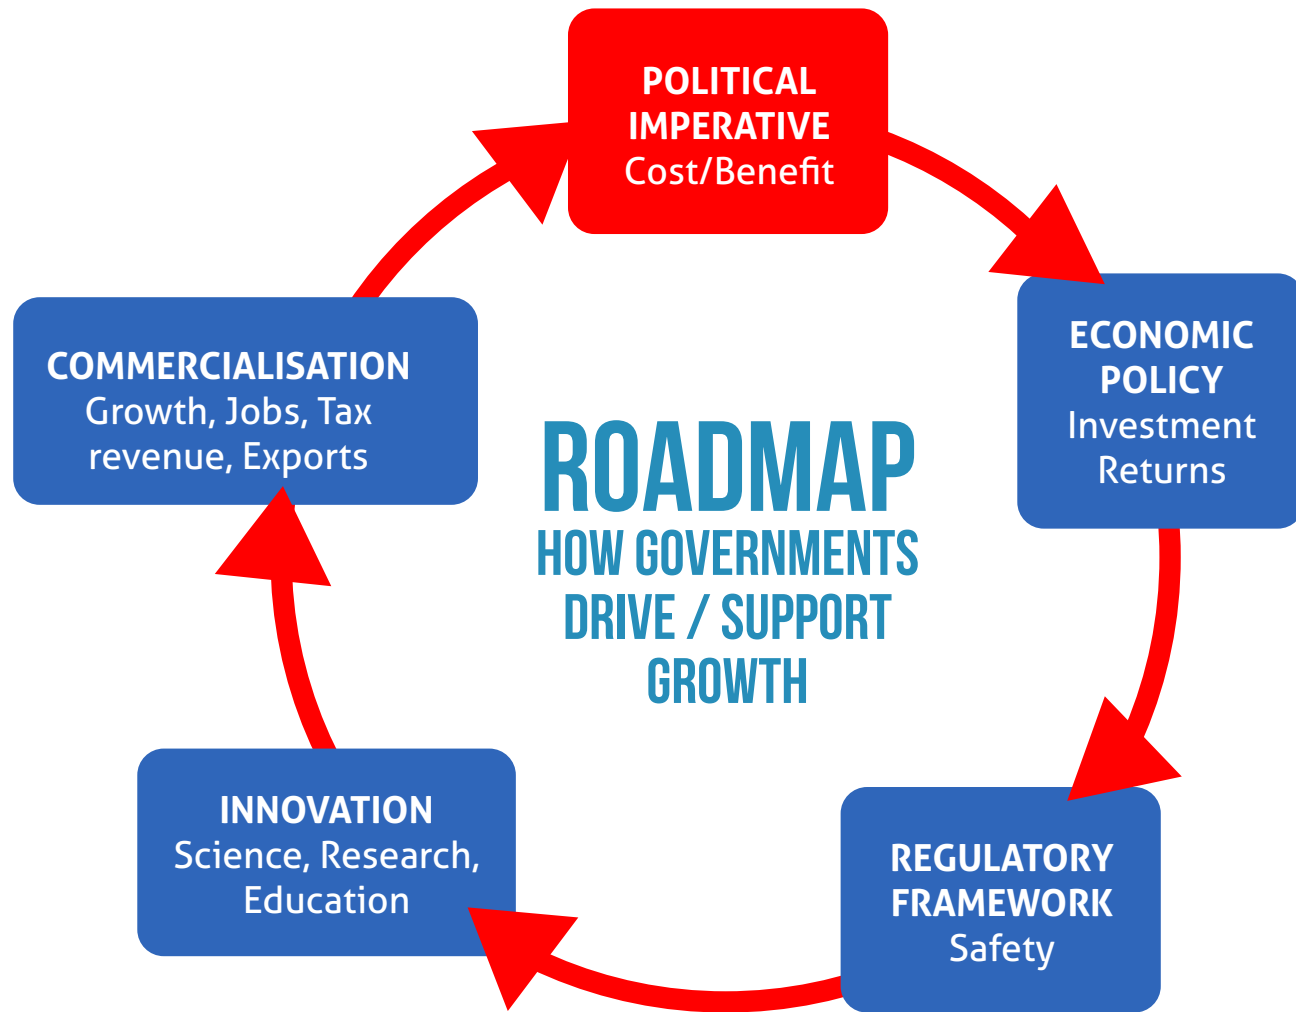 POLITICAL
IMPERATIVE
Cost/Benefit
ECONOMIC
POLICY
Investment
Returns
REGULATORY
FRAMEWORK
Safety
INNOVATION
Science, Research,
Education
COMMERCIALISATION
Growth, Jobs, Tax
revenue, Exports
ROADMAP
HOW GOVERNMENTS
DRIVE / SUPPORT
GROWTH